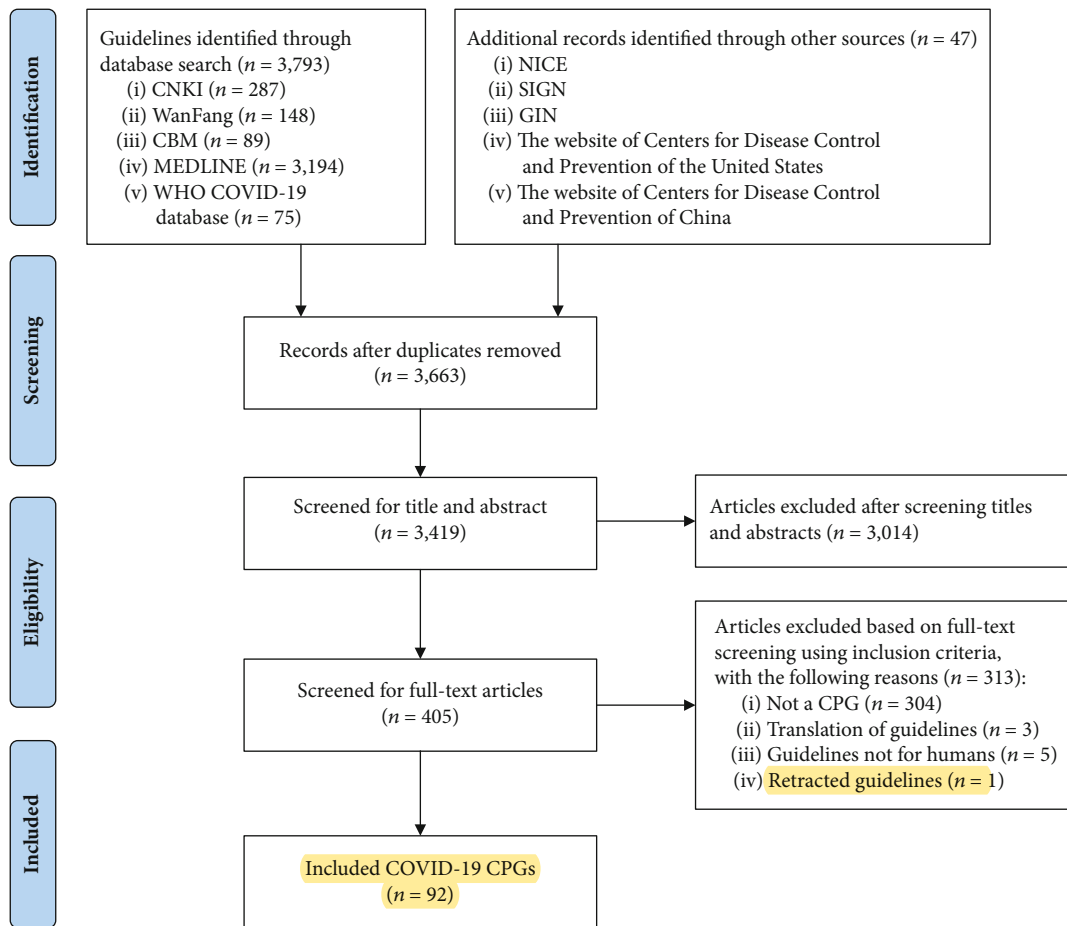 Identification
Guidelines identified through
database search (n = 3,793)
(i) CNKI (n = 287)
(ii) WanFang (n = 148)
(iii) CBM (n = 89)
(iv) MEDLINE (n = 3,194)
(v) WHO COVID-19
database (n = 75)
Additional records identified through other sources (n = 47)
(i) NICE
(ii) SIGN
(iii) GIN
(iv) The website of Centers for Disease Control
and Prevention of the United States
(v) The website of Centers for Disease Control
and Prevention of China
Screening
Records after duplicates removed
(n = 3,663)
Eligibility
Screened for title and abstract
(n = 3,419)
Articles excluded after screening titles
and abstracts (n = 3,014)
Screened for full-text articles
(n = 405)
Articles excluded based on full-text
screening using inclusion criteria,
with the following reasons (n = 313):
(i) Not a CPG (n = 304)
(ii) Translation of guidelines (n = 3)
(iii) Guidelines not for humans (n = 5)
(iv) Retracted guidelines (n = 1)
Included
Included COVID-19 CPGs
(n = 92)